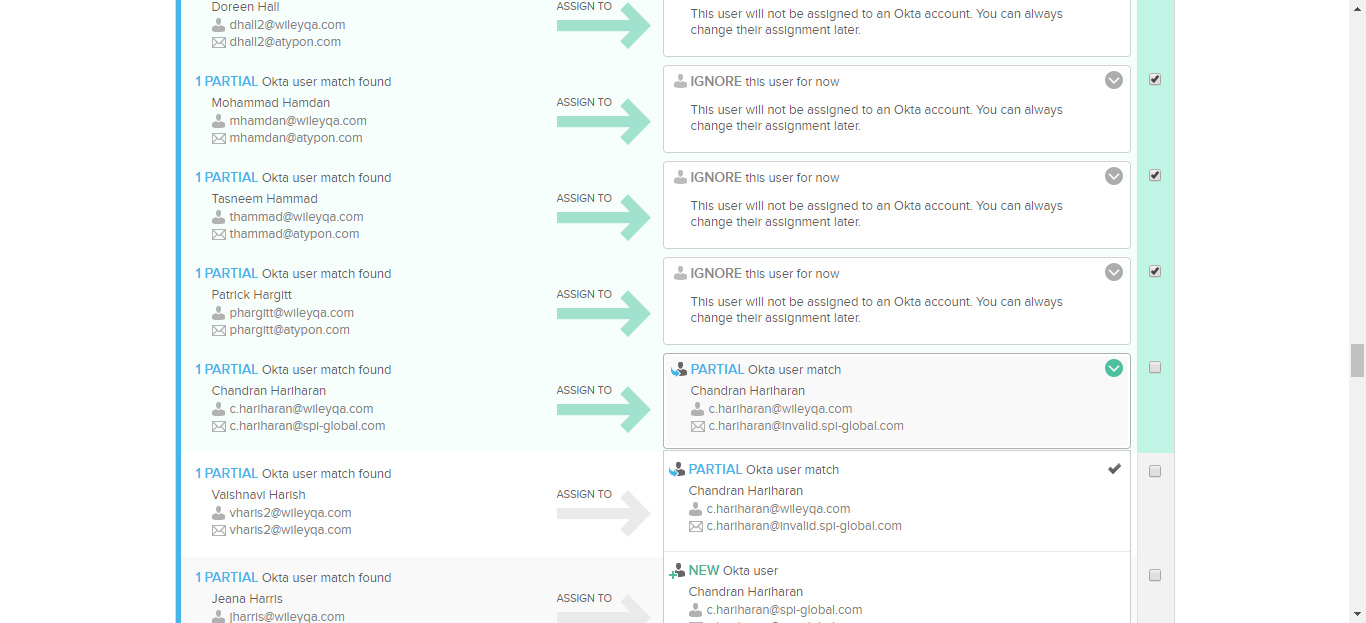 Doreen Hall
dhall2@wileyqa.com
dhall2@atypon.com
ASSIGN TO
This user will not be assigned to an Okta account. You can always
change their assignment later.
1 PARTIAL Okta user match found
Mohammad Hamdan
mhamdan@wileyqa.com
mhamdan@atypon.com
ASSIGN TO
IGNORE this user for now
This user will not be assigned to an Okta account. You can always
change their assignment later.
1 PARTIAL Okta user match found
Tasneem Hammad
thammad@wileyqa.com
thammad@atypon.com
ASSIGN TO
IGNORE this user for now
This user will not be assigned to an Okta account. You can always
change their assignment later.
1 PARTIAL Okta user match found
Patrick Hargitt
phargitt@wileyqa.com
phargitt@atypon.com
ASSIGN TO
IGNORE this user for now
This user will not be assigned to an Okta account. You can always
change their assignment later.
1 PARTIAL Okta user match found
Chandran Hariharan
c.hariharan@wileyqa.com
c.hariharan@spi-global.com
ASSIGN TO
PARTIAL Okta user match
Chandran Hariharan
c.hariharan@wileyqa.com
c.hariharan@invalid.spi-global.com
1 PARTIAL Okta user match found
Vaishnavi Harish
vharis2@wileyqa.com
vharis2@wileyqa.com
ASSIGN TO
PARTIAL Okta user match
Chandran Hariharan
c.hariharan@wileyqa.com
c.hariharan@invalid.spi-global.com
1 PARTIAL Okta user match found
Jeana Harris
jharris@wileyqa.com
ASSIGN TO
NEW Okta user
Chandran Hariharan
c.hariharan@spi-global.com